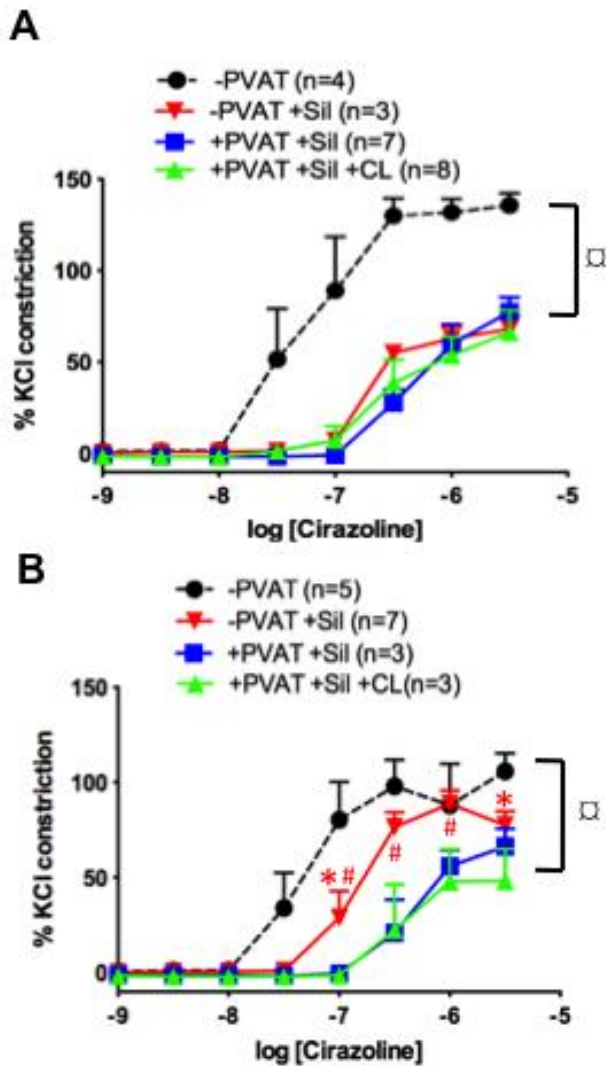 A
-PVAT (n=4)
-PVAT +Sil (n=3)
+PVAT +Sil (n=7)
+PVAT +Sil +CL (n=8)
% KCl constriction
150
100
50
0
¤
-9
-8
-7
-6
-5
log [Cirazoline]
B
-PVAT (n=5)
-PVAT +Sil (n=7)
+PVAT +Sil (n=3)
+PVAT +Sil +CL(n=3)
% KCl constriction
150
100
50
0
*#
#
#
*
¤
-9
-8
-7
-6
-5
log [Cirazoline]